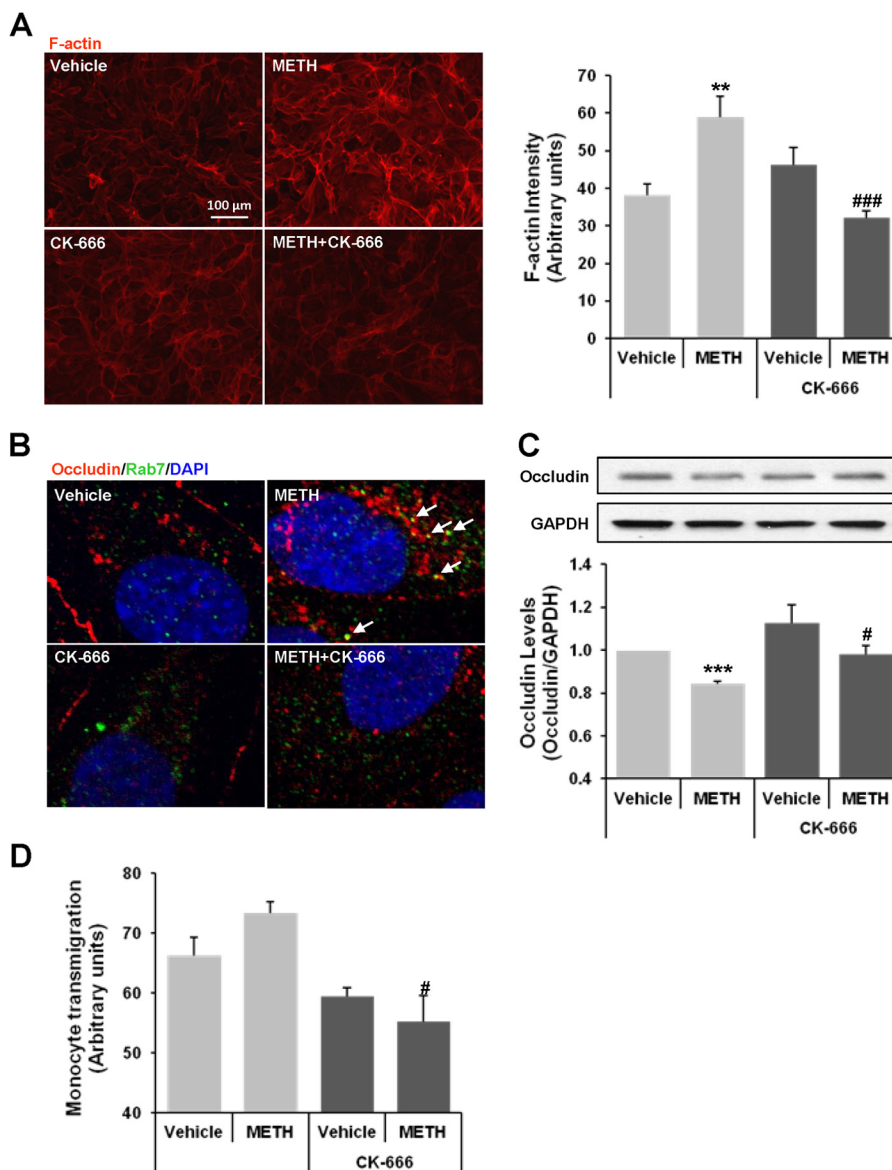 A
F-actin
Vehicle
METH
100 µm
CK-666
METH+CK-666
F-actin Intensity
(Arbitrary units)
70
60
50
40
30
20
10
0
**
###
Vehicle
METH
Vehicle
METH
CK-666
B
Occludin/Rab7/DAPI
Vehicle
METH
CK-666
METH+CK-666
C
Occludin
GAPDH
Occludin Levels
(Occludin/GAPDH)
1.4
1.2
1.0
0.8
0.6
0.4
***
#
Vehicle
METH
Vehicle
METH
CK-666
D
Monocyte transmigration
(Arbitrary units)
80
70
60
50
40
#
Vehicle
METH
Vehicle
METH
CK-666